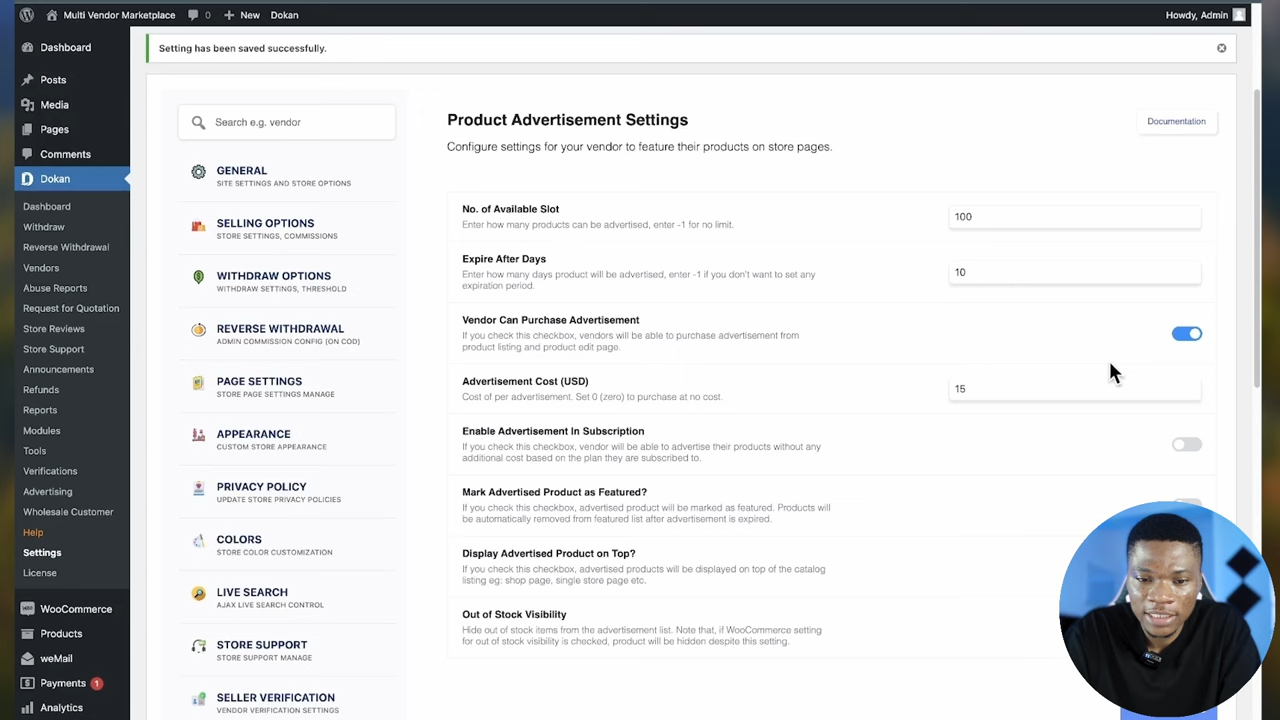 Multi Vendor Marketplace
0
New
Dokan
Howdy, Admin
Dashboard
Posts
Media
Pages
Comments
Dokan
Dashboard
Withdraw
Reverse Withdrawal
Vendors
Abuse Reports
Request for Quotation
Store Reviews
Store Support
Announcements
Refunds
Reports
Modules
Tools
Verifications
Advertising
Wholesale Customer
Help
Settings
License
WooCommerce
Products
weMail
Payments 1
Analytics
Setting has been saved successfully.
Search e.g. vendor
GENERAL
SITE SETTINGS AND STORE OPTIONS
SELLING OPTIONS
STORE SETTINGS, COMMISSIONS
WITHDRAW OPTIONS
WITHDRAW SETTINGS, THRESHOLD
REVERSE WITHDRAWAL
ADMIN COMMISSION CONFIG (ON COD)
PAGE SETTINGS
STORE PAGE SETTINGS MANAGE
APPEARANCE
CUSTOM STORE APPEARANCE
PRIVACY POLICY
UPDATE STORE PRIVACY POLICIES
COLORS
STORE COLOR CUSTOMIZATION
LIVE SEARCH
AJAX LIVE SEARCH CONTROL
STORE SUPPORT
STORE SUPPORT MANAGE
SELLER VERIFICATION
VENDOR VERIFICATION SETTINGS
Product Advertisement Settings
Documentation
Configure settings for your vendor to feature their products on store pages.
No. of Available Slot
Enter how many products can be advertised, enter -1 for no limit.
100
Expire After Days
Enter how many days product will be advertised, enter -1 if you don't want to set any
expiration period.
10
Vendor Can Purchase Advertisement
If you check this checkbox, vendors will be able to purchase advertisement from
product listing and product edit page.
Advertisement Cost (USD)
Cost of per advertisement. Set 0 (zero) to purchase at no cost.
15
Enable Advertisement In Subscription
If you check this checkbox, vendor will be able to advertise their products without any
additional cost based on the plan they are subscribed to.
Mark Advertised Product as Featured?
If you check this checkbox, advertised product will be marked as featured. Products will
be automatically removed from featured list after advertisement is expired.
Display Advertised Product on Top?
If you check this checkbox, advertised products will be displayed on top of the catalog
listing eg: shop page, single store page etc.
Out of Stock Visibility
Hide out of stock items from the advertisement list. Note that, if WooCommerce setting
for out of stock visibility is checked, product will be hidden despite this setting.